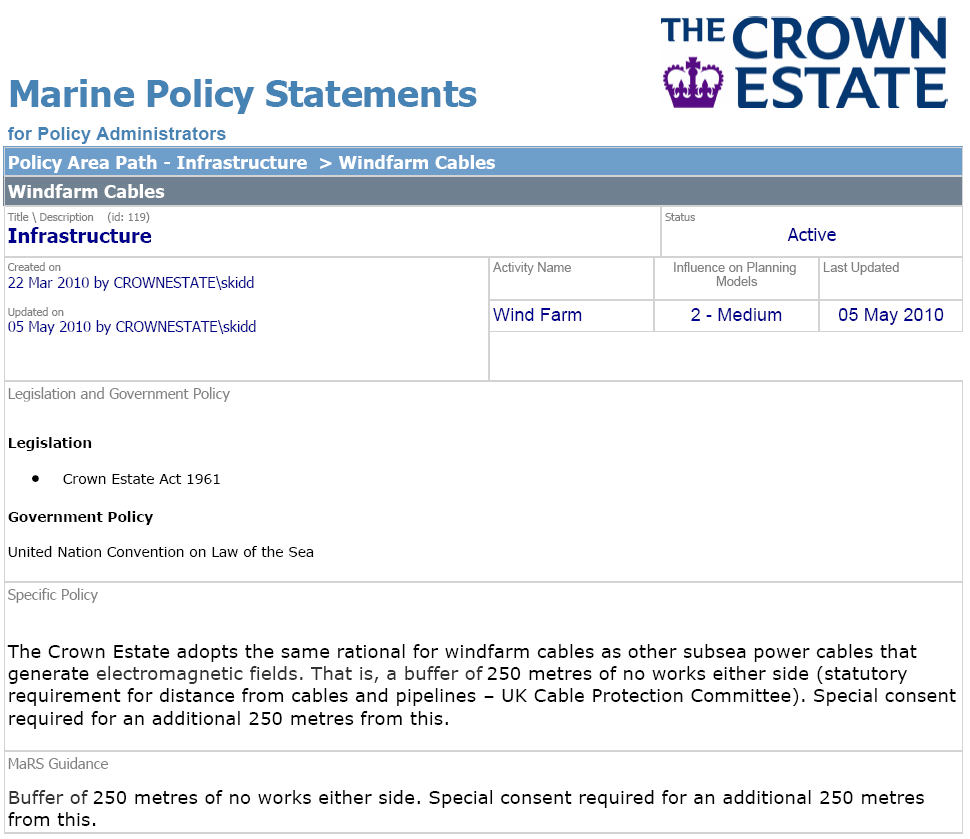 THE CROWN
ESTATE
Marine Policy Statements
for Policy Administrators
Policy Area Path - Infrastructure > Windfarm Cables
Windfarm Cables
Title \ Description (id: 119)
Infrastructure
Status
Active
Created on
22 Mar 2010 by CROWNESTATE\skidd
Updated on
05 May 2010 by CROWNESTATE\skidd
Activity Name
Influence on Planning
Models
Last Updated
Wind Farm
2 - Medium
05 May 2010
Legislation and Government Policy
Legislation
• Crown Estate Act 1961
Government Policy
United Nation Convention on Law of the Sea
Specific Policy
The Crown Estate adopts the same rational for windfarm cables as other subsea power cables that
generate electromagnetic fields. That is, a buffer of 250 metres of no works either side (statutory
requirement for distance from cables and pipelines – UK Cable Protection Committee). Special consent
required for an additional 250 metres from this.
MaRS Guidance
Buffer of 250 metres of no works either side. Special consent required for an additional 250 metres
from this.